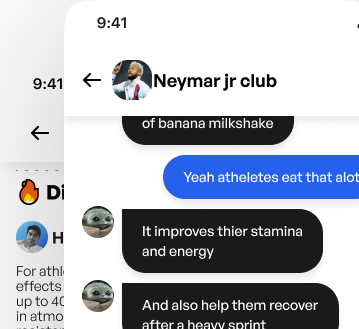 9:41
Neymar jr club
of banana milkshake
Yeah atheletes eat that alot
It improves thier stamina
and energy
And also help them recover
after a heavy sprint
9:41
🔥 Di
H
For athl
effects
up to 40
in atmo